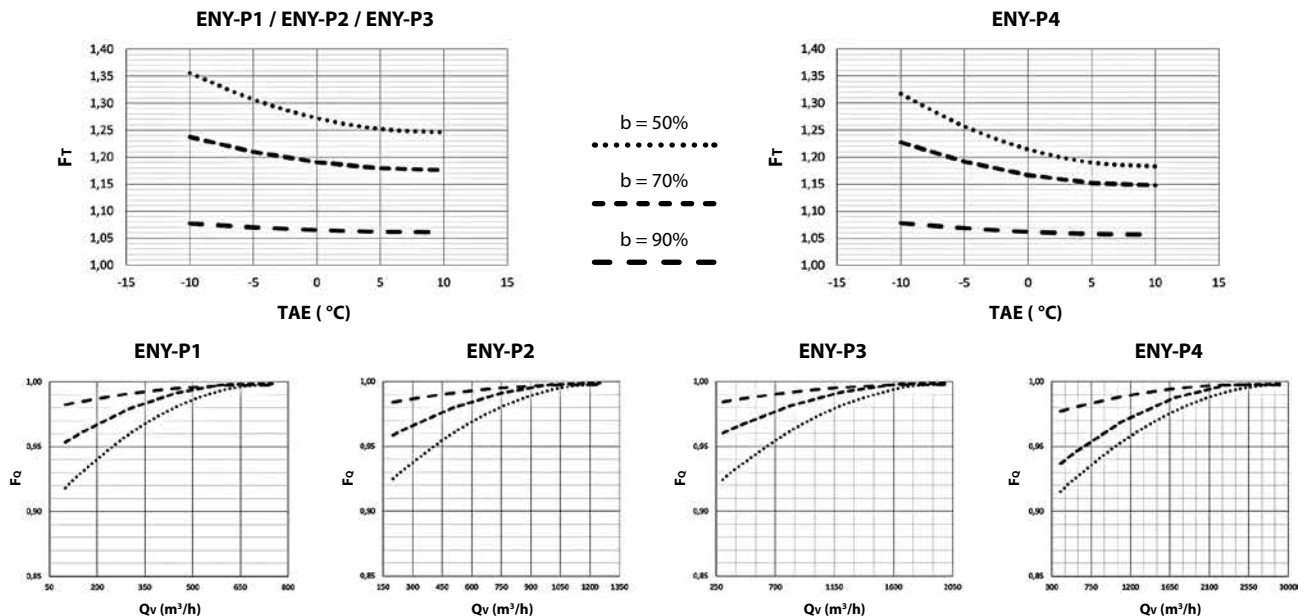 ENY-P1 / ENY-P2 / ENY-P3
1,40
1,35
1,30
1,25
1,20
1,15
1,10
1,05
1,00
FT
-15 -10 -5 0 5 10 15
TAE ( °C)
b = 50%
b = 70%
b = 90%
ENY-P4
1,40
1,35
1,30
1,25
1,20
1,15
1,10
1,05
1,00
FT
-15 -10 -5 0 5 10 15
TAE ( °C)
ENY-P1
1,00
0,95
0,90
0,85
FQ
50 200 350 500 650 800
QV (m³/h)
ENY-P2
1,00
0,95
0,90
0,85
FQ
150 300 450 600 750 900 1050 1200 1350
QV (m³/h)
ENY-P3
1,00
0,95
0,90
0,85
FQ
250 700 1150 1600 2050
QV (m³/h)
ENY-P4
1,00
0,95
0,90
0,85
FQ
300 750 1200 1650 2100 2550 3000
QV (m³/h)